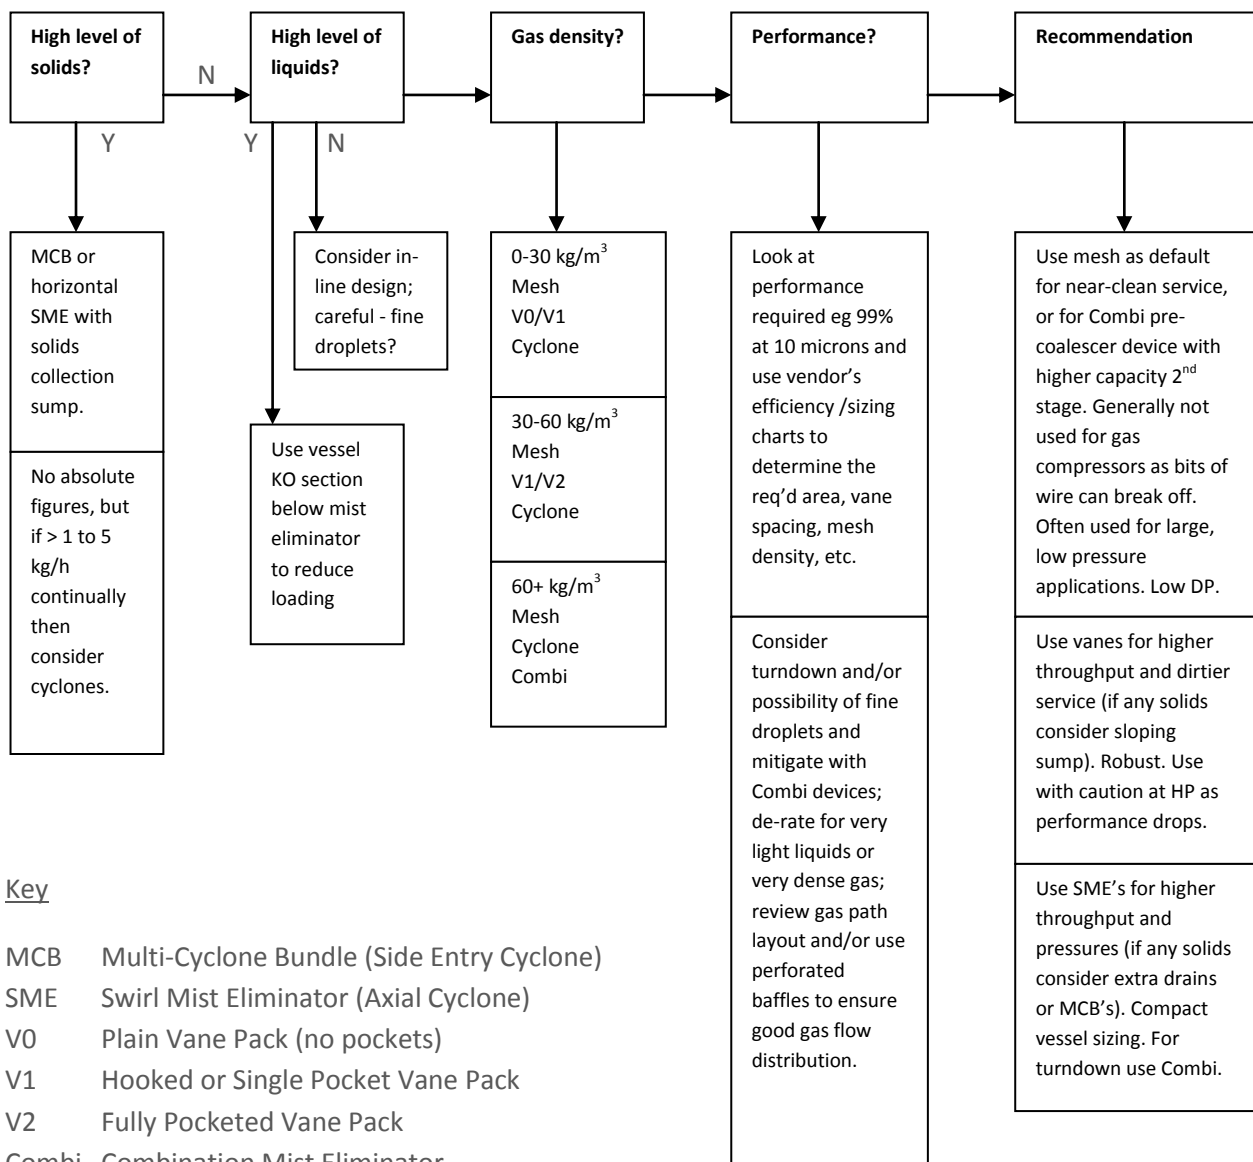 High level of
solids?
N
Y
High level of
liquids?
Y
N
Gas density?
Performance?
Recommendation
MCB or
horizontal
SME with
solids
collection
sump.
No absolute
figures, but
if > 1 to 5
kg/h
continually
then
consider
cyclones.
Consider in-
line design;
careful - fine
droplets?
Use vessel
KO section
below mist
eliminator
to reduce
loading
0-30 kg/m³
Mesh
V0/V1
Cyclone
30-60 kg/m³
Mesh
V1/V2
Cyclone
60+ kg/m³
Mesh
Cyclone
Combi
Look at
performance
required eg 99%
at 10 microns and
use vendor’s
efficiency /sizing
charts to
determine the
req’d area, vane
spacing, mesh
density, etc.
Consider
turndown and/or
possibility of fine
droplets and
mitigate with
Combi devices;
de-rate for very
light liquids or
very dense gas;
review gas path
layout and/or use
perforated
baffles to ensure
good gas flow
distribution.
Use mesh as default
for near-clean service,
or for Combi pre-
coalescer device with
higher capacity 2nd
stage. Generally not
used for gas
compressors as bits of
wire can break off.
Often used for large,
low pressure
applications. Low DP.
Use vanes for higher
throughput and dirtier
service (if any solids
consider sloping
sump). Robust. Use
with caution at HP as
performance drops.
Use SME’s for higher
throughput and
pressures (if any solids
consider extra drains
or MCB’s). Compact
vessel sizing. For
turndown use Combi.
Key
MCB Multi-Cyclone Bundle (Side Entry Cyclone)
SME Swirl Mist Eliminator (Axial Cyclone)
V0 Plain Vane Pack (no pockets)
V1 Hooked or Single Pocket Vane Pack
V2 Fully Pocketed Vane Pack
Combi Combination Mist Eliminator